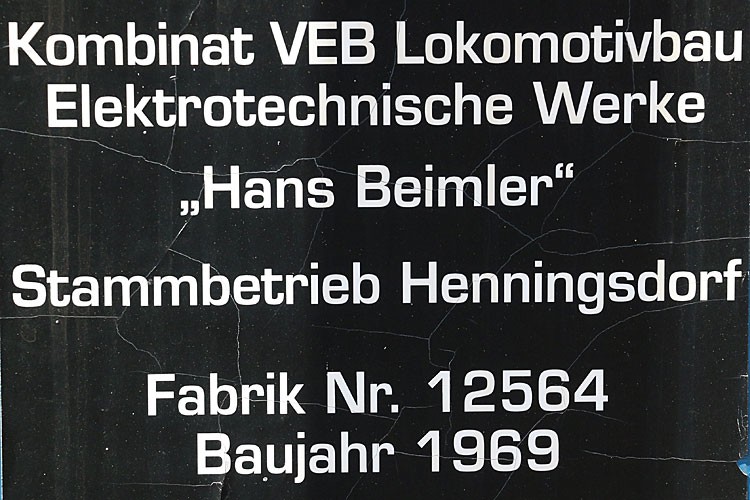 Kombinat VEB Lokomotivbau
Elektrotechnische Werke
„Hans Beimler“
Stammbetrieb Henningsdorf
Fabrik Nr. 12564
Baujahr 1969